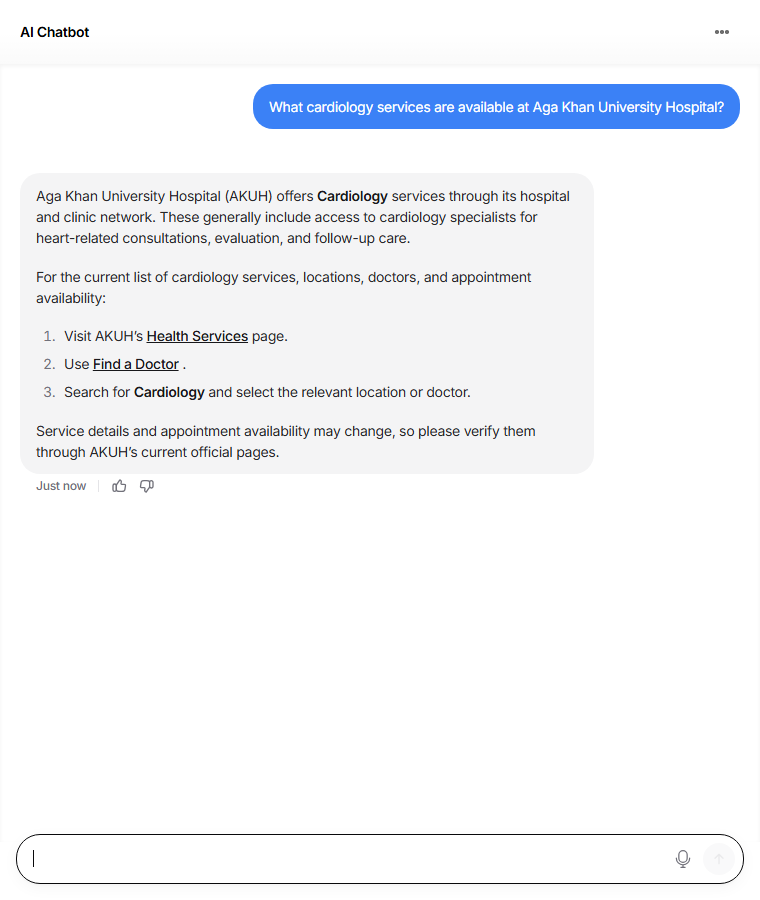 AI Chatbot
What cardiology services are available at Aga Khan University Hospital?
Aga Khan University Hospital (AKUH) offers Cardiology services through its hospital
and clinic network. These generally include access to cardiology specialists for
heart-related consultations, evaluation, and follow-up care.
For the current list of cardiology services, locations, doctors, and appointment
availability:
1. Visit AKUH’s Health Services page.
2. Use Find a Doctor .
3. Search for Cardiology and select the relevant location or doctor.
Service details and appointment availability may change, so please verify them
through AKUH’s current official pages.
Just now